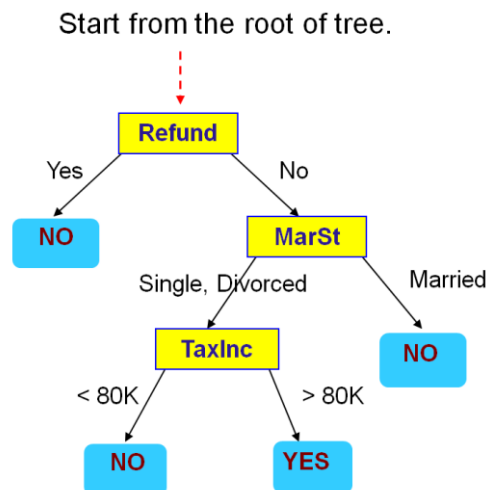 Start from the root of tree.
Refund
Yes
No
NO
MarSt
Single, Divorced
Married
TaxInc
NO
< 80K
> 80K
NO
YES